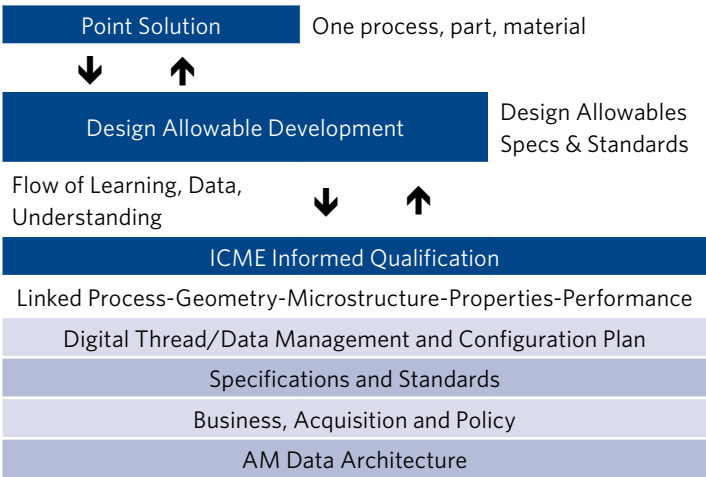 Point Solution
One process, part, material
Design Allowable Development
Design Allowables
Specs & Standards
Flow of Learning, Data,
Understanding
ICME Informed Qualification
Linked Process-Geometry-Microstructure-Properties-Performance
Digital Thread/Data Management and Configuration Plan
Specifications and Standards
Business, Acquisition and Policy
AM Data Architecture